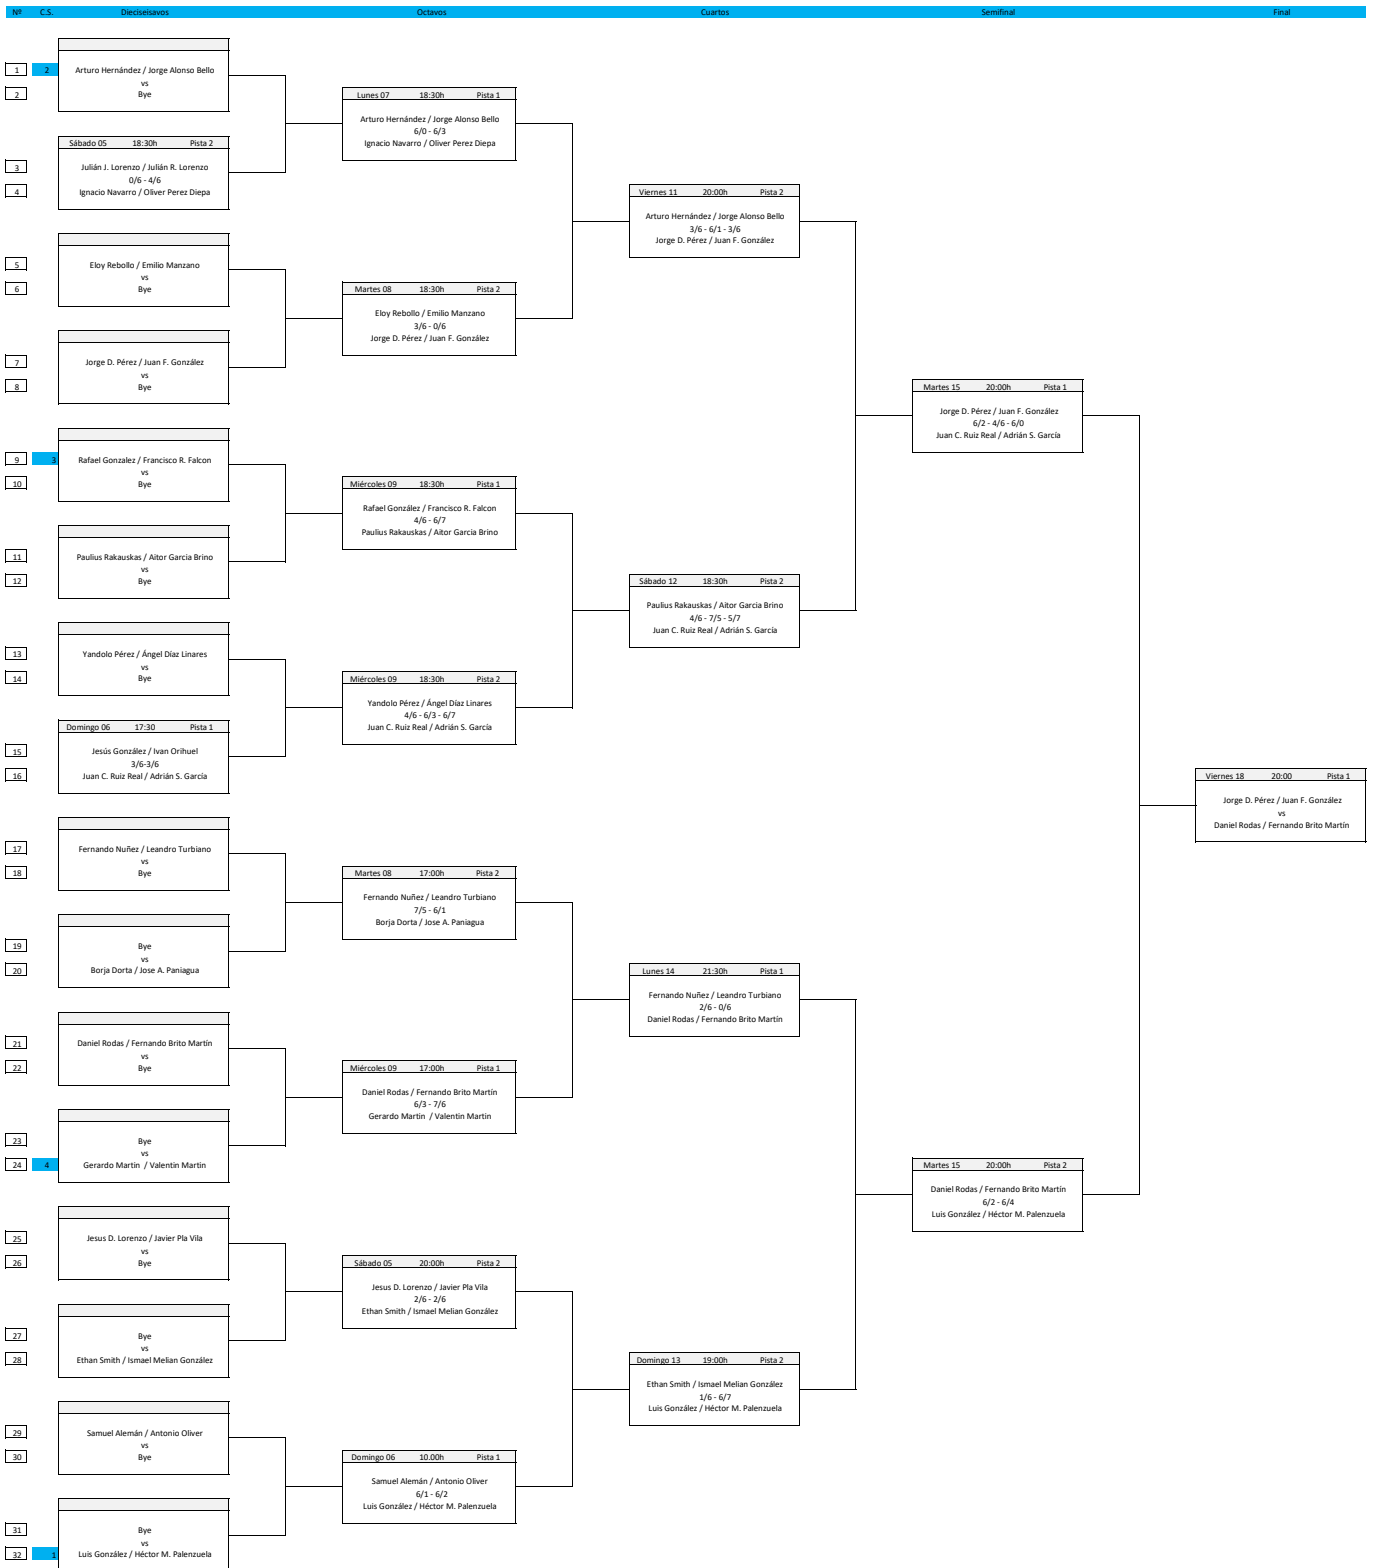 Nº C.S. Dieciseisavos Octavos Cuartos Semifinal Final
1 2 Arturo Hernández / Jorge Alonso Bello
vs
2 Bye
Sábado 05 18:30h Pista 2
3 Julián J. Lorenzo / Julián R. Lorenzo
0/6 - 4/6
4 Ignacio Navarro / Oliver Perez Diepa
5 Eloy Rebollo / Emilio Manzano
vs
6 Bye
7 Jorge D. Pérez / Juan F. González
vs
8 Bye
9 3 Rafael Gonzalez / Francisco R. Falcon
vs
10 Bye
11 Paulius Rakauskas / Aitor Garcia Brino
vs
12 Bye
13 Yandolo Pérez / Ángel Díaz Linares
vs
14 Bye
Domingo 06 17:30 Pista 1
15 Jesús González / Ivan Orihuel
3/6-3/6
16 Juan C. Ruiz Real / Adrián S. García
17 Fernando Nuñez / Leandro Turbiano
vs
18 Bye
19 Bye
vs
20 Borja Dorta / Jose A. Paniagua
21 Daniel Rodas / Fernando Brito Martín
vs
22 Bye
23 Bye
vs
24 4 Gerardo Martin / Valentin Martin
25 Jesus D. Lorenzo / Javier Pla Vila
vs
26 Bye
27 Bye
vs
28 Ethan Smith / Ismael Melian González
29 Samuel Alemán / Antonio Oliver
vs
30 Bye
31 Bye
vs
32 1 Luis González / Héctor M. Palenzuela
Lunes 07 18:30h Pista 1
Arturo Hernández / Jorge Alonso Bello
6/0 - 6/3
Ignacio Navarro / Oliver Perez Diepa
Martes 08 18:30h Pista 2
Eloy Rebollo / Emilio Manzano
3/6 - 0/6
Jorge D. Pérez / Juan F. González
Miércoles 09 18:30h Pista 1
Rafael González / Francisco R. Falcon
4/6 - 6/7
Paulius Rakauskas / Aitor Garcia Brino
Miércoles 09 18:30h Pista 2
Yandolo Pérez / Ángel Díaz Linares
4/6 - 6/3 - 6/7
Juan C. Ruiz Real / Adrián S. García
Martes 08 17:00h Pista 2
Fernando Nuñez / Leandro Turbiano
7/5 - 6/1
Borja Dorta / Jose A. Paniagua
Miércoles 09 17:00h Pista 1
Daniel Rodas / Fernando Brito Martín
6/3 - 7/6
Gerardo Martin / Valentin Martin
Sábado 05 20:00h Pista 2
Jesus D. Lorenzo / Javier Pla Vila
2/6 - 2/6
Ethan Smith / Ismael Melian González
Domingo 06 10.00h Pista 1
Samuel Alemán / Antonio Oliver
6/1 - 6/2
Luis González / Héctor M. Palenzuela
Viernes 11 20:00h Pista 2
Arturo Hernández / Jorge Alonso Bello
3/6 - 6/1 - 3/6
Jorge D. Pérez / Juan F. González
Sábado 12 18:30h Pista 2
Paulius Rakauskas / Aitor Garcia Brino
4/6 - 7/5 - 5/7
Juan C. Ruiz Real / Adrián S. García
Lunes 14 21:30h Pista 1
Fernando Nuñez / Leandro Turbiano
2/6 - 0/6
Daniel Rodas / Fernando Brito Martín
Domingo 13 19:00h Pista 2
Ethan Smith / Ismael Melian González
1/6 - 6/7
Luis González / Héctor M. Palenzuela
Martes 15 20:00h Pista 1
Jorge D. Pérez / Juan F. González
6/2 - 4/6 - 6/0
Juan C. Ruiz Real / Adrián S. García
Martes 15 20:00h Pista 2
Daniel Rodas / Fernando Brito Martín
6/2 - 6/4
Luis González / Héctor M. Palenzuela
Viernes 18 20:00 Pista 1
Jorge D. Pérez / Juan F. González
vs
Daniel Rodas / Fernando Brito Martín